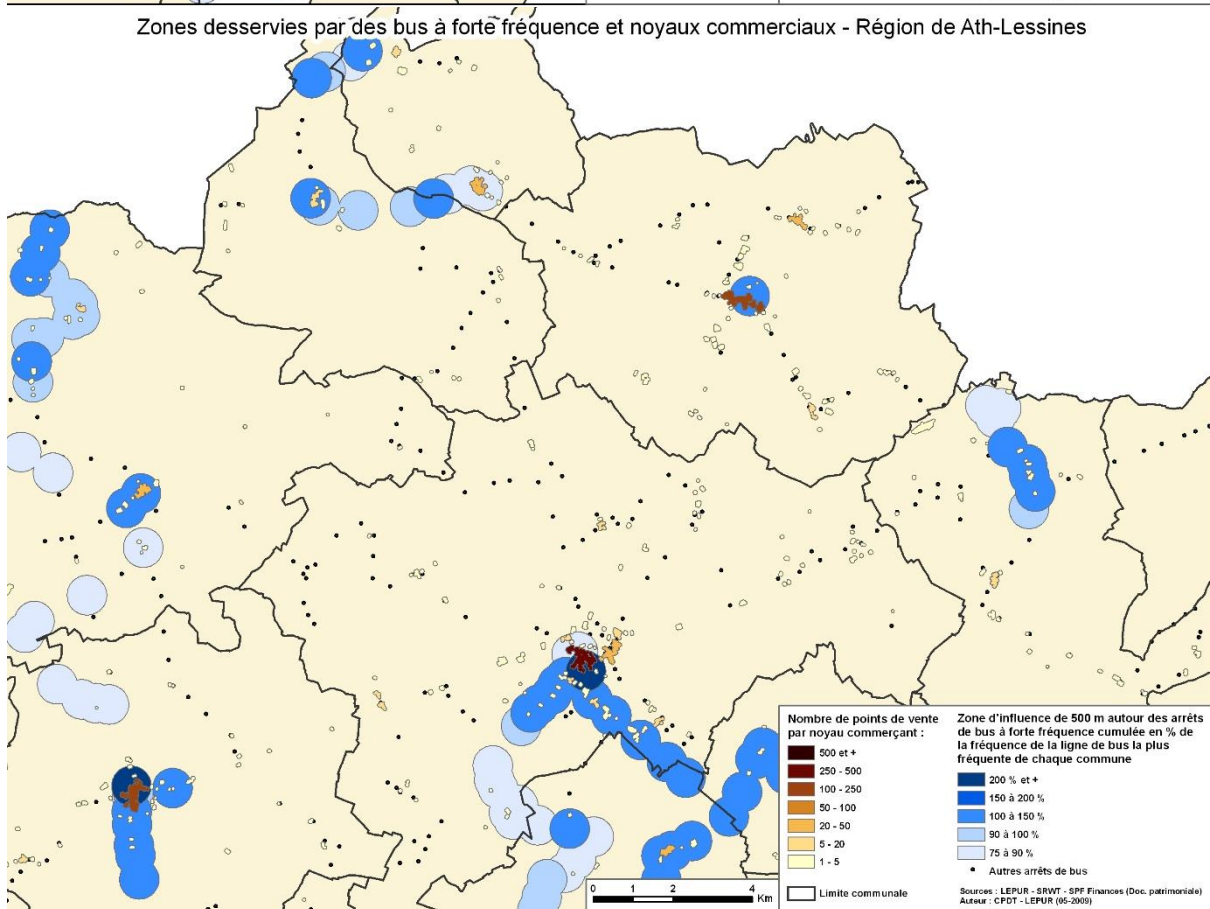 Zones desservies par des bus à forte fréquence et noyaux commerciaux - Région de Ath-Lessines
Nombre de points de vente
par noyau commerçant :
500 et +
250 - 500
100 - 250
50 - 100
20 - 50
5 - 20
1 - 5
Limite communale
Zone d'influence de 500 m autour des arrêts
de bus à forte fréquence cumulée en % de
la fréquence de la ligne de bus la plus
fréquente de chaque commune
200 % et +
150 à 200 %
100 à 150 %
90 à 100 %
75 à 90 %
Autres arrêts de bus
Sources : LEPUR - SRWT - SPF Finances (Doc. patrimoniale)
Auteur : CPDT - LEPUR (05-2009)
0 1 2 4
Km